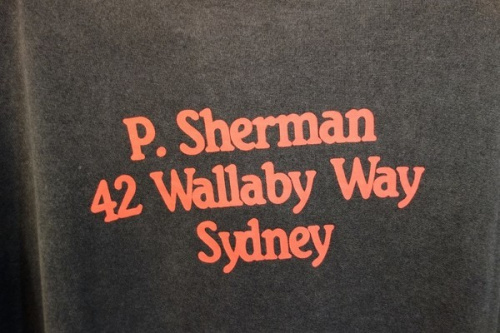 P. Sherman
42 Wallaby Way
Sydney